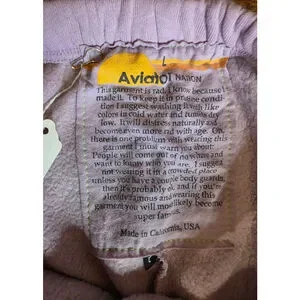 L
Aviator NATION
This garment is rad, I know because I
made it. To keep it in pristine condi-
tion I suggest washing it with like
colors in cold water and tumble dry
low. It will distress naturally and
become even more rad with age. Oh,
there is one problem with wearing this
garment I must warn you about:
People will come out of nowhere and
want to know who you are. I suggest
not wearing it in a crowded place
unless you have a couple body guards,
then it's probably ok, and if you're
already famous and wearing this
garment you will most likely become
super famous.
Made in California, USA